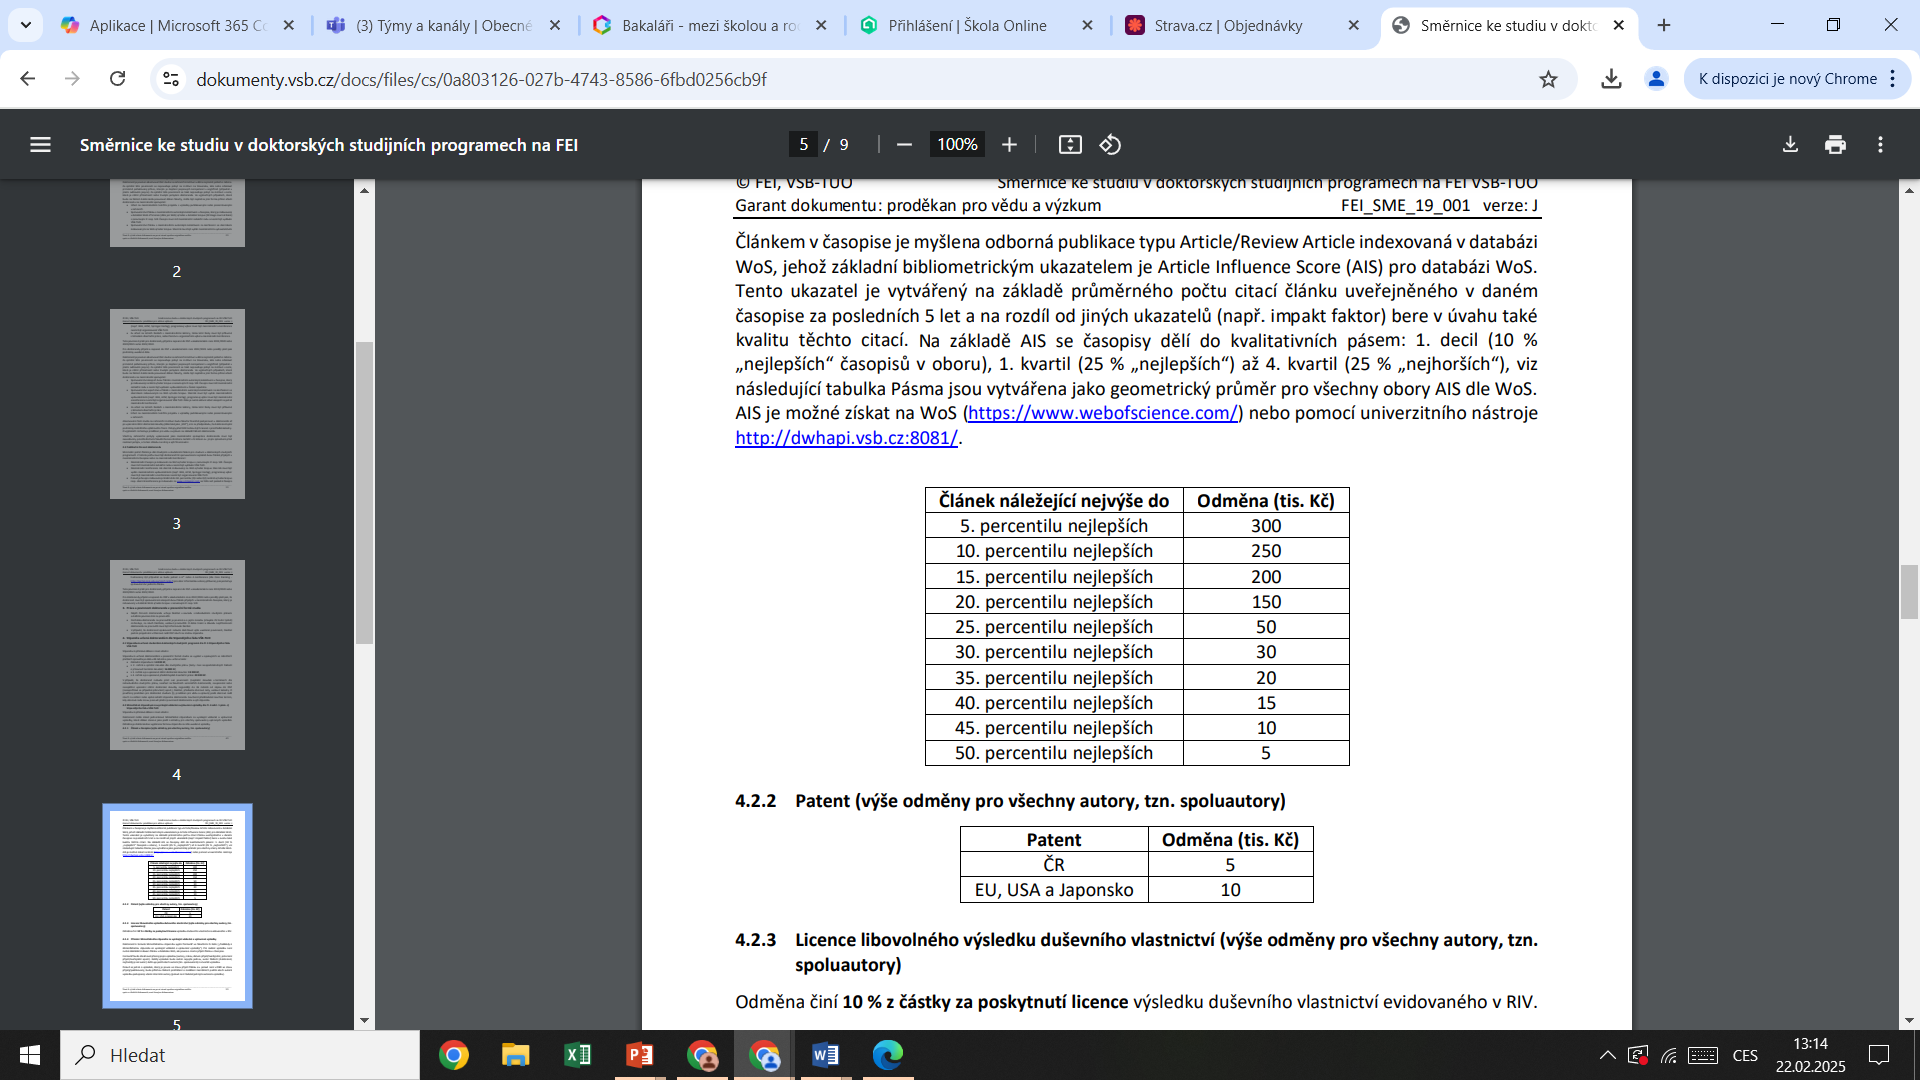 Aplikace | Microsoft 365 Co
(3) Týmy a kanály | Obecné
Bakaláři - mezi školou a ro
Přihlášení | Škola Online
Strava.cz | Objednávky
Směrnice ke studiu v dokto
dokumenty.vsb.cz/docs/files/cs/0a803126-027b-4743-8586-6fbd0256cb9f
K dispozici je nový Chrome
Směrnice ke studiu v doktorských studijních programech na FEI
5 / 9
100%
2
3
4
5
© FEI, VSB-TUO Směrnice ke studiu v doktorských studijních programech na FEI VSB-TUO
Garant dokumentu: proděkan pro vědu a výzkum FEI_SME_19_001 verze: J
Článkem v časopise je myšlena odborná publikace typu Article/Review Article indexovaná v databázi
WoS, jehož základní bibliometrickým ukazatelem je Article Influence Score (AIS) pro databázi WoS.
Tento ukazatel je vytvářený na základě průměrného počtu citací článku uveřejněného v daném
časopise za posledních 5 let a na rozdíl od jiných ukazatelů (např. impakt faktor) bere v úvahu také
kvalitu těchto citací. Na základě AIS se časopisy dělí do kvalitativních pásem: 1. decil (10 %
„nejlepších“ časopisů v oboru), 1. kvartil (25 % „nejlepších“) až 4. kvartil (25 % „nejhorších“), viz
následující tabulka Pásma jsou vytvářena jako geometrický průměr pro všechny obory AIS dle WoS.
AIS je možné získat na WoS (https://www.webofscience.com/) nebo pomocí univerzitního nástroje
http://dwhapi.vsb.cz:8081/.
Článek náležející nejvýše do Odměna (tis. Kč)
5. percentilu nejlepších 300
10. percentilu nejlepších 250
15. percentilu nejlepších 200
20. percentilu nejlepších 150
25. percentilu nejlepších 50
30. percentilu nejlepších 30
35. percentilu nejlepších 20
40. percentilu nejlepších 15
45. percentilu nejlepších 10
50. percentilu nejlepších 5
4.2.2 Patent (výše odměny pro všechny autory, tzn. spoluautory)
Patent Odměna (tis. Kč)
ČR 5
EU, USA a Japonsko 10
4.2.3 Licence libovolného výsledku duševního vlastnictví (výše odměny pro všechny autory, tzn.
spoluautory)
Odměna činí 10 % z částky za poskytnutí licence výsledku duševního vlastnictví evidovaného v RIV.
Hledat
CES
13:14
22.02.2025